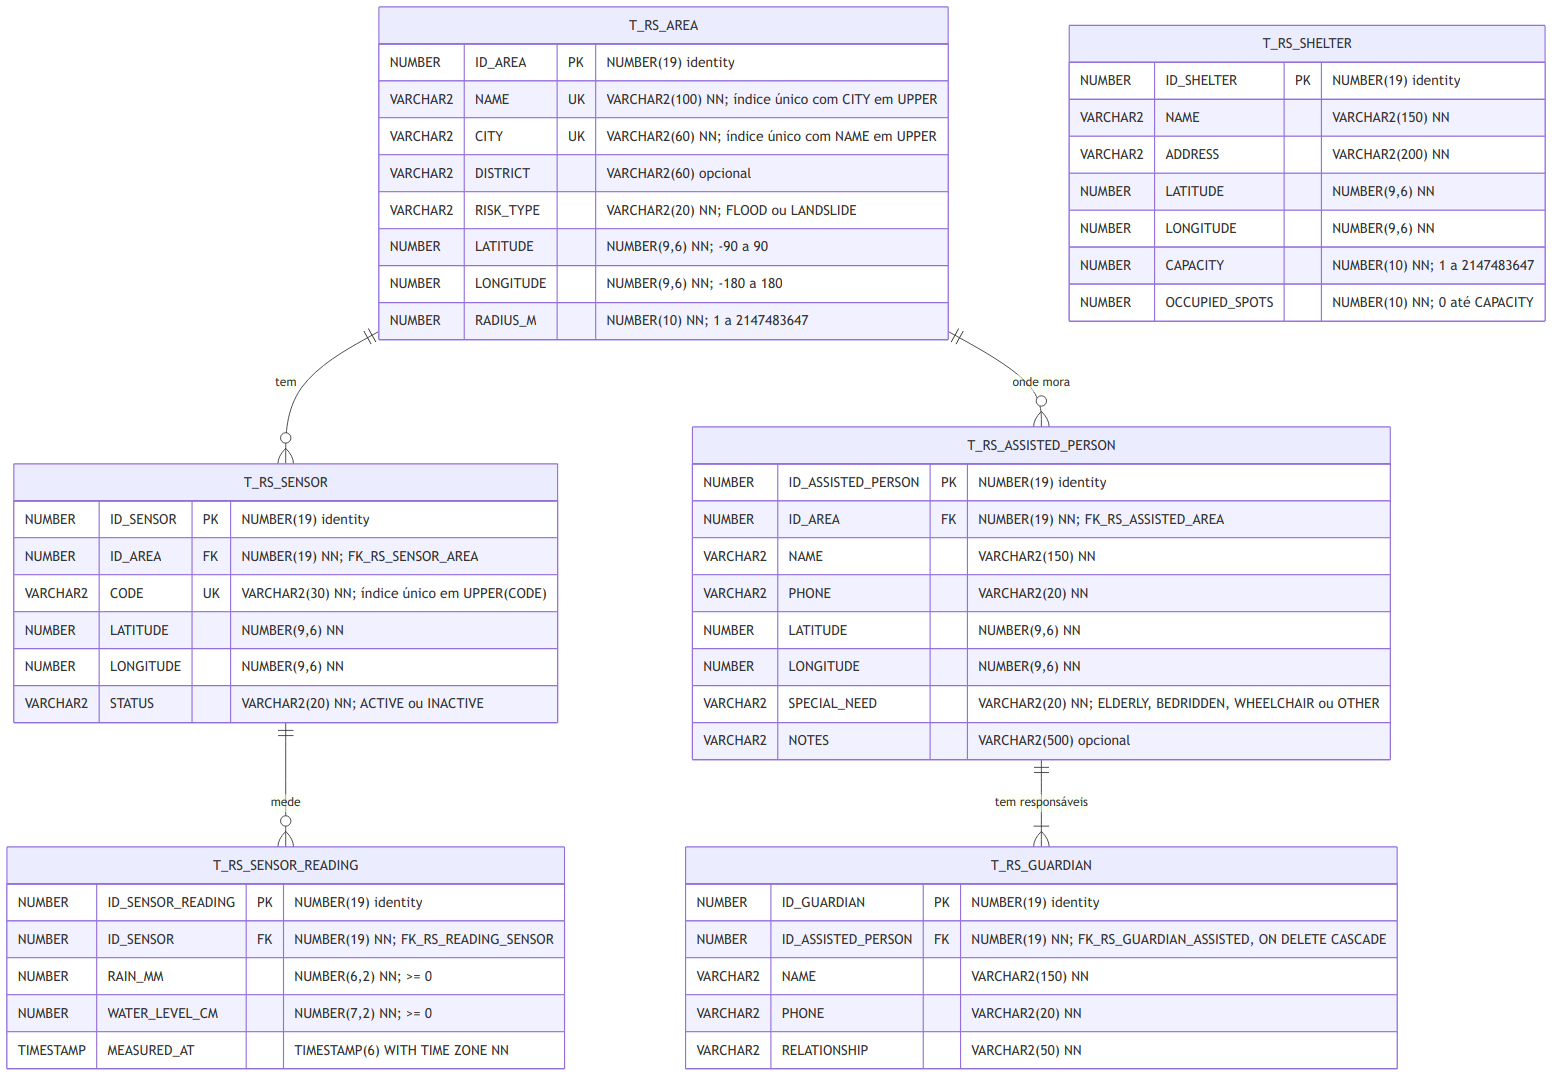 T_RS_AREA
NUMBER ID_AREA PK NUMBER(19) identity
VARCHAR2 NAME UK VARCHAR2(100) NN; índice único com CITY em UPPER
VARCHAR2 CITY UK VARCHAR2(60) NN; índice único com NAME em UPPER
VARCHAR2 DISTRICT VARCHAR2(60) opcional
VARCHAR2 RISK_TYPE VARCHAR2(20) NN; FLOOD ou LANDSLIDE
NUMBER LATITUDE NUMBER(9,6) NN; -90 a 90
NUMBER LONGITUDE NUMBER(9,6) NN; -180 a 180
NUMBER RADIUS_M NUMBER(10) NN; 1 a 2147483647
T_RS_SHELTER
NUMBER ID_SHELTER PK NUMBER(19) identity
VARCHAR2 NAME VARCHAR2(150) NN
VARCHAR2 ADDRESS VARCHAR2(200) NN
NUMBER LATITUDE NUMBER(9,6) NN
NUMBER LONGITUDE NUMBER(9,6) NN
NUMBER CAPACITY NUMBER(10) NN; 1 a 2147483647
NUMBER OCCUPIED_SPOTS NUMBER(10) NN; 0 até CAPACITY
tem
onde mora
T_RS_SENSOR
NUMBER ID_SENSOR PK NUMBER(19) identity
NUMBER ID_AREA FK NUMBER(19) NN; FK_RS_SENSOR_AREA
VARCHAR2 CODE UK VARCHAR2(30) NN; índice único em UPPER(CODE)
NUMBER LATITUDE NUMBER(9,6) NN
NUMBER LONGITUDE NUMBER(9,6) NN
VARCHAR2 STATUS VARCHAR2(20) NN; ACTIVE ou INACTIVE
T_RS_ASSISTED_PERSON
NUMBER ID_ASSISTED_PERSON PK NUMBER(19) identity
NUMBER ID_AREA FK NUMBER(19) NN; FK_RS_ASSISTED_AREA
VARCHAR2 NAME VARCHAR2(150) NN
VARCHAR2 PHONE VARCHAR2(20) NN
NUMBER LATITUDE NUMBER(9,6) NN
NUMBER LONGITUDE NUMBER(9,6) NN
VARCHAR2 SPECIAL_NEED VARCHAR2(20) NN; ELDERLY, BEDRIDDEN, WHEELCHAIR ou OTHER
VARCHAR2 NOTES VARCHAR2(500) opcional
mede
tem responsáveis
T_RS_SENSOR_READING
NUMBER ID_SENSOR_READING PK NUMBER(19) identity
NUMBER ID_SENSOR FK NUMBER(19) NN; FK_RS_READING_SENSOR
NUMBER RAIN_MM NUMBER(6,2) NN; >= 0
NUMBER WATER_LEVEL_CM NUMBER(7,2) NN; >= 0
TIMESTAMP MEASURED_AT TIMESTAMP(6) WITH TIME ZONE NN
T_RS_GUARDIAN
NUMBER ID_GUARDIAN PK NUMBER(19) identity
NUMBER ID_ASSISTED_PERSON FK NUMBER(19) NN; FK_RS_GUARDIAN_ASSISTED, ON DELETE CASCADE
VARCHAR2 NAME VARCHAR2(150) NN
VARCHAR2 PHONE VARCHAR2(20) NN
VARCHAR2 RELATIONSHIP VARCHAR2(50) NN